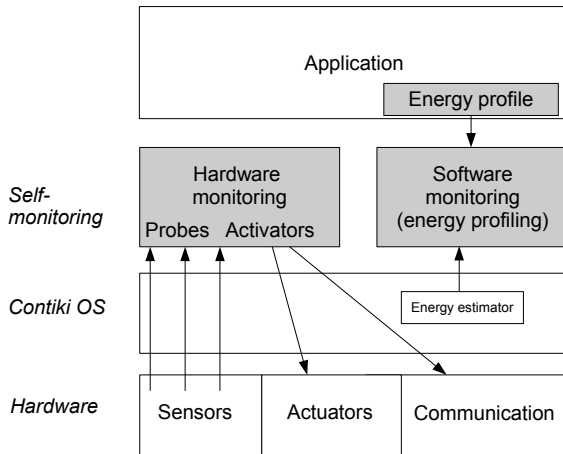 Application
Energy profile
Self-
monitoring
Hardware
monitoring
Probes Activators
Software
monitoring
(energy profiling)
Contiki OS
Energy estimator
Hardware
Sensors
Actuators
Communication